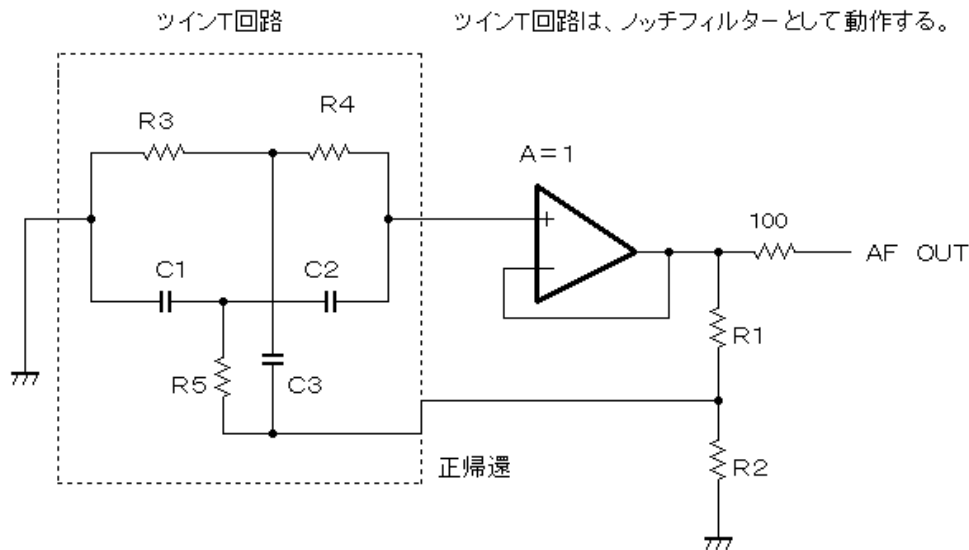 ツインT回路
ツインT回路は、ノッチフィルターとして動作する。
R3
R4
A=1
+
-
100
AF OUT
C1
C2
R1
R5
C3
R2
正帰還